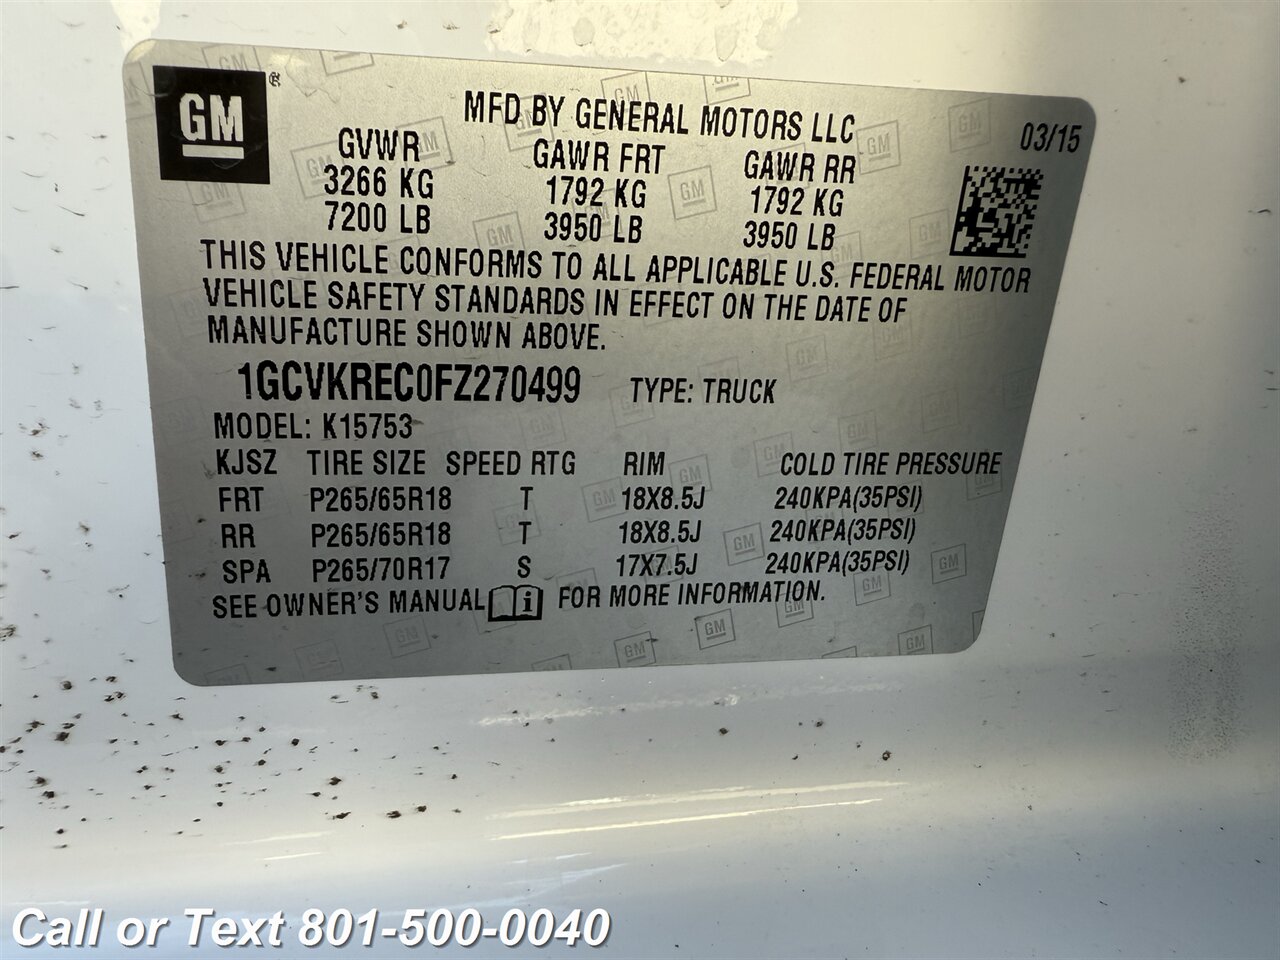 GM
MFD BY GENERAL MOTORS LLC
03/15
GVWR GAWR FRT GAWR RR
3266 KG 1792 KG 1792 KG
7200 LB 3950 LB 3950 LB
THIS VEHICLE CONFORMS TO ALL APPLICABLE U.S. FEDERAL MOTOR
VEHICLE SAFETY STANDARDS IN EFFECT ON THE DATE OF
MANUFACTURE SHOWN ABOVE.
1GCVKREC0FZ270499 TYPE: TRUCK
MODEL: K15753
KJSZ TIRE SIZE SPEED RTG RIM COLD TIRE PRESSURE
FRT P265/65R18 T 18X8.5J 240KPA(35PSI)
RR P265/65R18 T 18X8.5J 240KPA(35PSI)
SPA P265/70R17 S 17X7.5J 240KPA(35PSI)
SEE OWNER'S MANUAL i FOR MORE INFORMATION.
Call or Text 801-500-0040